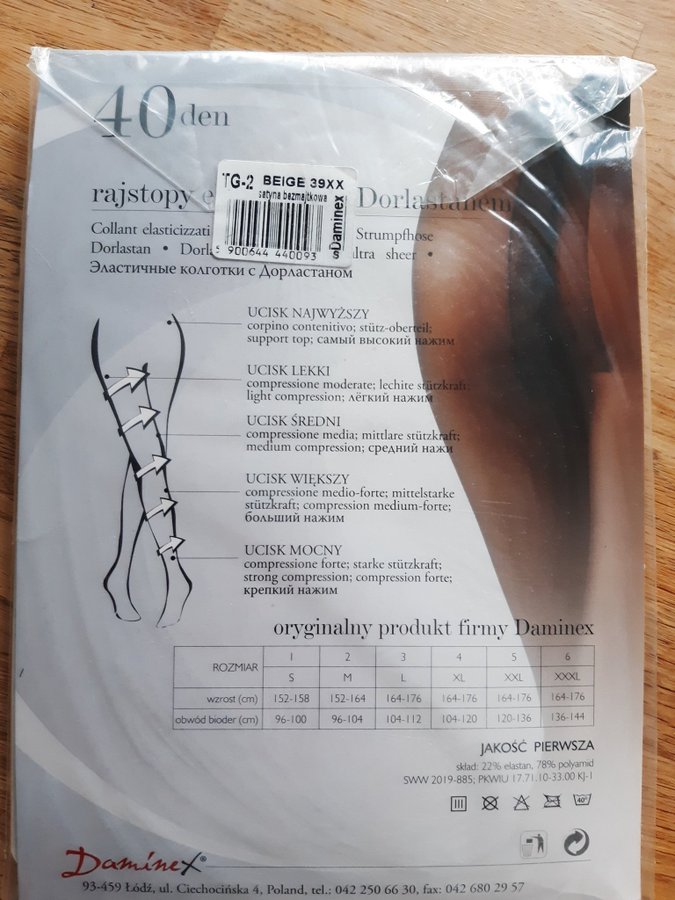 40 den
TG-2 BEIGE 39XX
satyna bezmajtkowa
Daminex
5 900644 440093
rajstopy e Dorlastanem
Collant elasticizzati Strumpfhose
Dorlastan • Dorl ultra sheer •
Эластичные колготки с Дорластаном
UCISK NAJWYŻSZY
corpino contenitivo; stütz-oberteil;
support top; самый высокий нажим
UCISK LEKKI
compressione moderate; lechite stützkraft;
light compression; лёгкий нажим
UCISK ŚREDNI
compressione media; mittlare stützkraft;
medium compression; средний нажи
UCISK WIĘKSZY
compressione medio-forte; mittelstarke
stützkraft; compression medium-forte;
больший нажим
UCISK MOCNY
compressione forte; starke stützkraft;
strong compression; compression forte;
крепкий нажим
oryginalny produkt firmy Daminex
ROZMIAR 1 2 3 4 5 6
S M L XL XXL XXXL
wzrost (cm) 152-158 152-164 164-176 164-176 164-176 164-176
obwód bioder (cm) 96-100 96-104 104-112 104-120 120-136 136-144
JAKOŚĆ PIERWSZA
skład: 22% elastan, 78% polyamid
SWW 2019-885; PKWIU 17.71.10-33.00 KJ-1
40°
Daminex®
93-459 Łódź, ul. Ciechocińska 4, Poland, tel.: 042 250 66 30, fax: 042 680 29 57